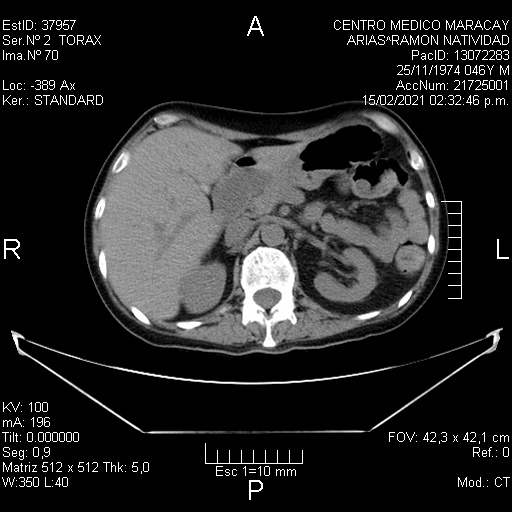 EstID: 37957
Ser.Nº 2 TORAX
Ima.Nº 70
Loc: -389 Ax
Ker.: STANDARD
A
CENTRO MEDICO MARACAY
ARIAS^RAMON NATIVIDAD
PacID: 13072283
25/11/1974 046Y M
AccNum: 21725001
15/02/2021 02:32:46 p.m.
R
L
KV: 100
mA: 196
Tilt: 0.000000
Seg: 0,9
Matriz 512 x 512 Thk: 5,0
W:350 L:40
Esc 1=10 mm
P
FOV: 42,3 x 42,1 cm
Ref.: 0
Mod.: CT